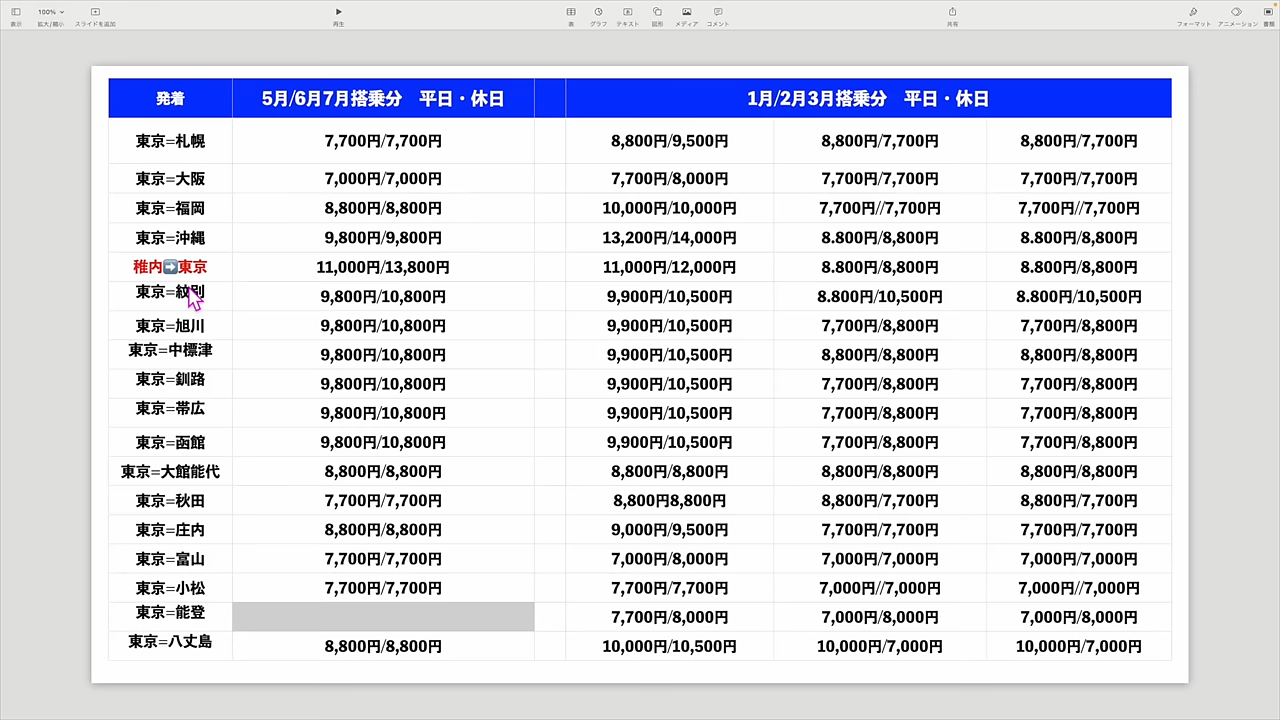 100%
表示 拡大/縮小 スライドを追加 再生 表 グラフ テキスト 図形 メディア コメント 共有 フォーマット アニメーション 書類
発着 5月/6月7月搭乗分 平日・休日 1月/2月3月搭乗分 平日・休日
東京=札幌 7,700円/7,700円 8,800円/9,500円 8,800円/7,700円 8,800円/7,700円
東京=大阪 7,000円/7,000円 7,700円/8,000円 7,700円/7,700円 7,700円/7,700円
東京=福岡 8,800円/8,800円 10,000円/10,000円 7,700円//7,700円 7,700円//7,700円
東京=沖縄 9,800円/9,800円 13,200円/14,000円 8.800円/8,800円 8.800円/8,800円
稚内➡️東京 11,000円/13,800円 11,000円/12,000円 8.800円/8,800円 8.800円/8,800円
東京=紋別 9,800円/10,800円 9,900円/10,500円 8.800円/10,500円 8.800円/10,500円
東京=旭川 9,800円/10,800円 9,900円/10,500円 7,700円/8,800円 7,700円/8,800円
東京=中標津 9,800円/10,800円 9,900円/10,500円 8,800円/8,800円 8,800円/8,800円
東京=釧路 9,800円/10,800円 9,900円/10,500円 7,700円/8,800円 7,700円/8,800円
東京=帯広 9,800円/10,800円 9,900円/10,500円 7,700円/8,800円 7,700円/8,800円
東京=函館 9,800円/10,800円 9,900円/10,500円 7,700円/8,800円 7,700円/8,800円
東京=大館能代 8,800円/8,800円 8,800円/8,800円 8,800円/8,800円 8,800円/8,800円
東京=秋田 7,700円/7,700円 8,800円8,800円 8,800円/7,700円 8,800円/7,700円
東京=庄内 8,800円/8,800円 9,000円/9,500円 7,700円/7,700円 7,700円/7,700円
東京=富山 7,700円/7,700円 7,000円/8,000円 7,000円/7,000円 7,000円/7,000円
東京=小松 7,700円/7,700円 7,700円/7,700円 7,000円//7,000円 7,000円//7,000円
東京=能登 7,700円/8,000円 7,000円/8,000円 7,000円/8,000円
東京=八丈島 8,800円/8,800円 10,000円/10,500円 10,000円/7,000円 10,000円/7,000円